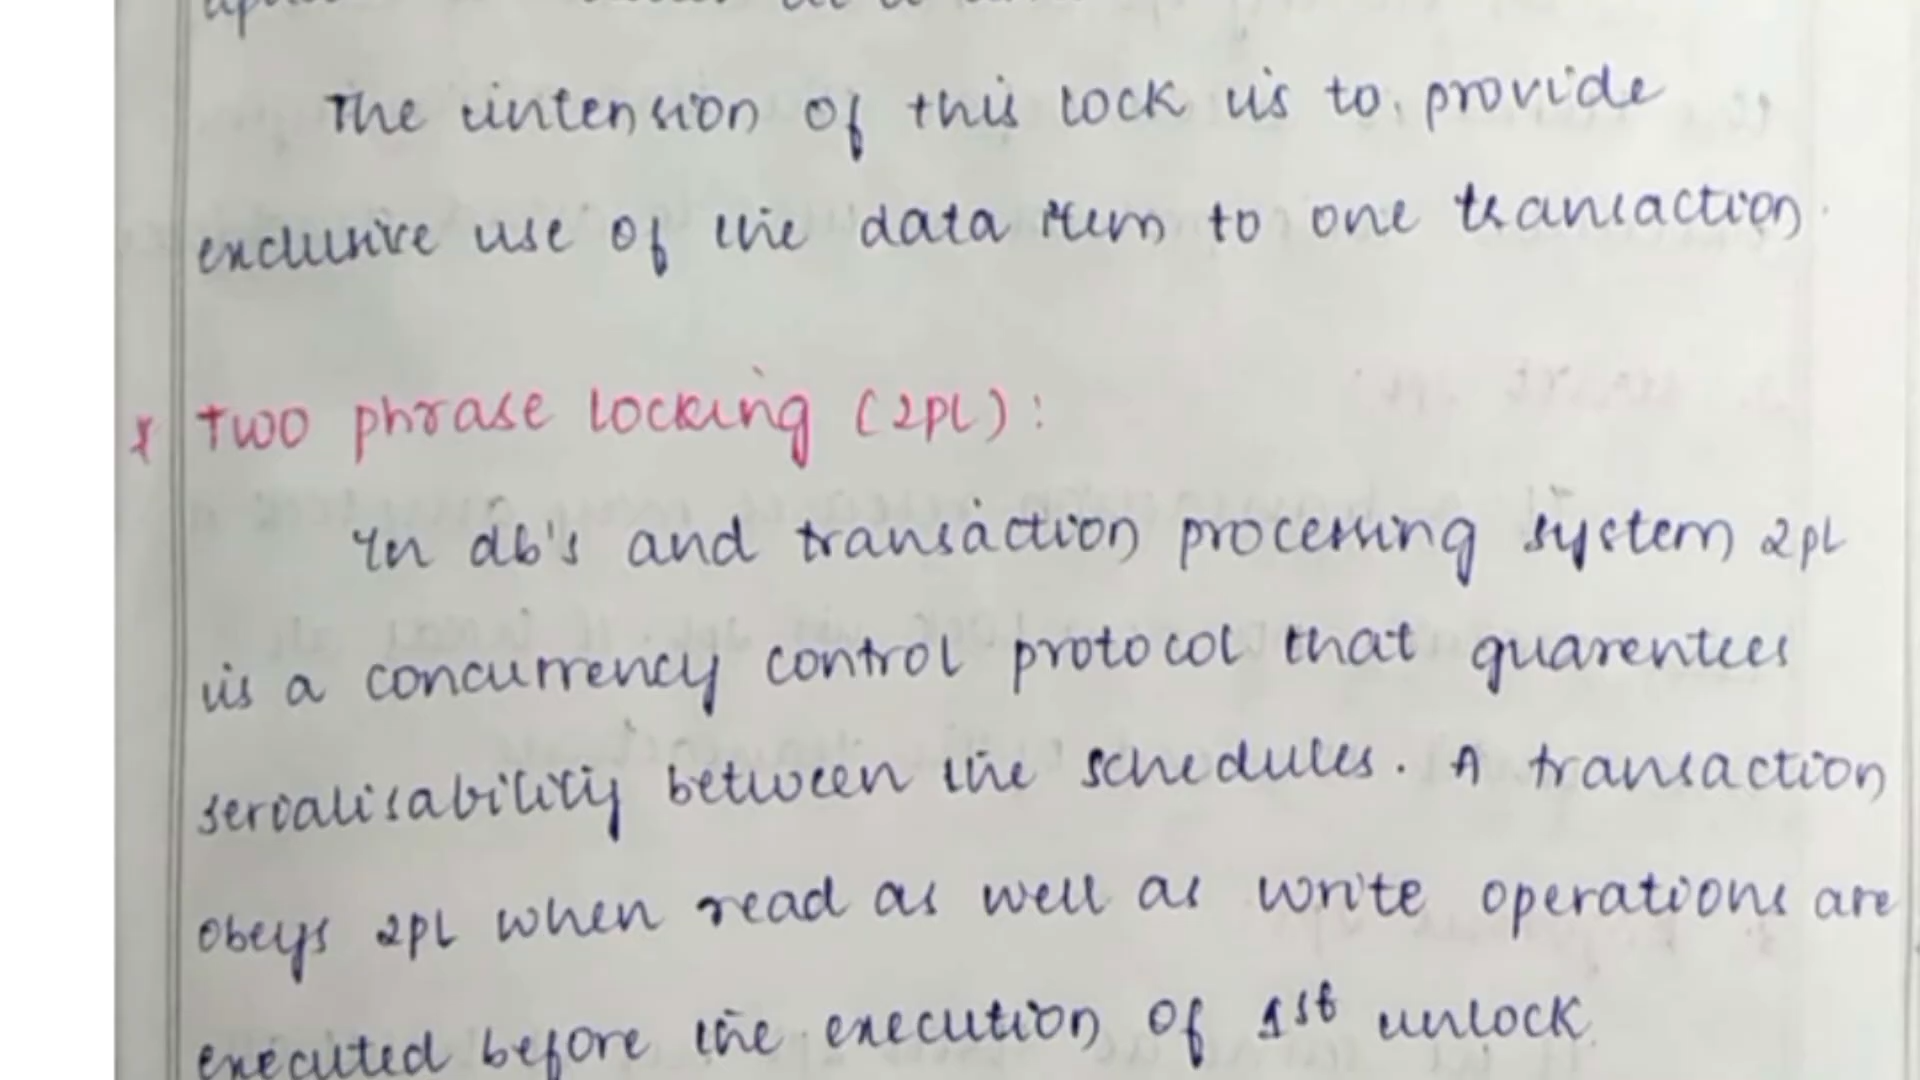 The intension of this lock is to provide
exclusive use of the data item to one transaction.
* Two phrase locking (2PL):
In db's and transaction processing system 2PL
is a concurrency control protocol that guarentees
serialisability between the schedules. A transaction
obeys 2PL when read as well as write operations are
executed before the execution of 1st unlock